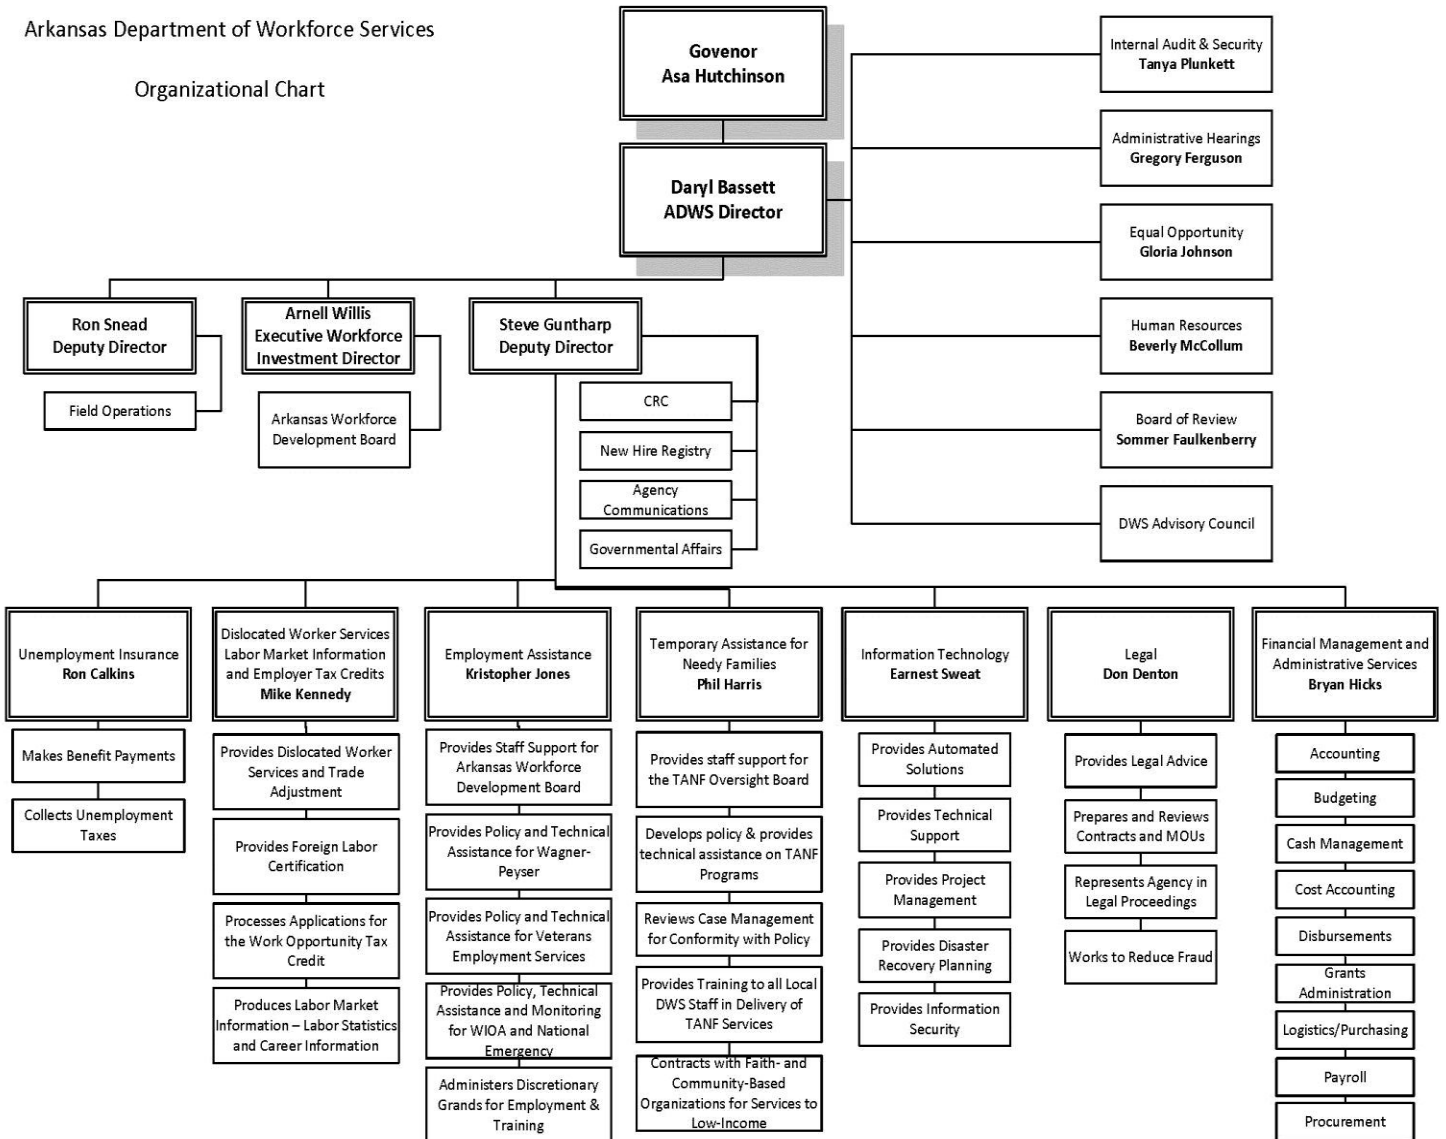 Arkansas Department of Workforce Services
Organizational Chart
Govenor
Asa Hutchinson
Daryl Bassett
ADWS Director
Internal Audit & Security
Tanya Plunkett
Administrative Hearings
Gregory Ferguson
Equal Opportunity
Gloria Johnson
Human Resources
Beverly McCollum
Board of Review
Sommer Faulkenberry
DWS Advisory Council
Ron Snead
Deputy Director
Field Operations
Arnell Willis
Executive Workforce
Investment Director
Arkansas Workforce
Development Board
Steve Guntharp
Deputy Director
CRC
New Hire Registry
Agency
Communications
Governmental Affairs
Unemployment Insurance
Ron Calkins
Makes Benefit Payments
Collects Unemployment
Taxes
Dislocated Worker Services
Labor Market Information
and Employer Tax Credits
Mike Kennedy
Provides Dislocated Worker
Services and Trade
Adjustment
Provides Foreign Labor
Certification
Processes Applications for
the Work Opportunity Tax
Credit
Produces Labor Market
Information – Labor Statistics
and Career Information
Employment Assistance
Kristopher Jones
Provides Staff Support for
Arkansas Workforce
Development Board
Provides Policy and Technical
Assistance for Wagner-
Peyser
Provides Policy and Technical
Assistance for Veterans
Employment Services
Provides Policy, Technical
Assistance and Monitoring
for WIOA and National
Emergency
Administers Discretionary
Grands for Employment &
Training
Temporary Assistance for
Needy Families
Phil Harris
Provides staff support for
the TANF Oversight Board
Develops policy & provides
technical assistance on TANF
Programs
Reviews Case Management
for Conformity with Policy
Provides Training to all Local
DWS Staff in Delivery of
TANF Services
Contracts with Faith- and
Community-Based
Organizations for Services to
Low-Income
Information Technology
Earnest Sweat
Provides Automated
Solutions
Provides Technical
Support
Provides Project
Management
Provides Disaster
Recovery Planning
Provides Information
Security
Legal
Don Denton
Provides Legal Advice
Prepares and Reviews
Contracts and MOUs
Represents Agency in
Legal Proceedings
Works to Reduce Fraud
Financial Management and
Administrative Services
Bryan Hicks
Accounting
Budgeting
Cash Management
Cost Accounting
Disbursements
Grants
Administration
Logistics/Purchasing
Payroll
Procurement